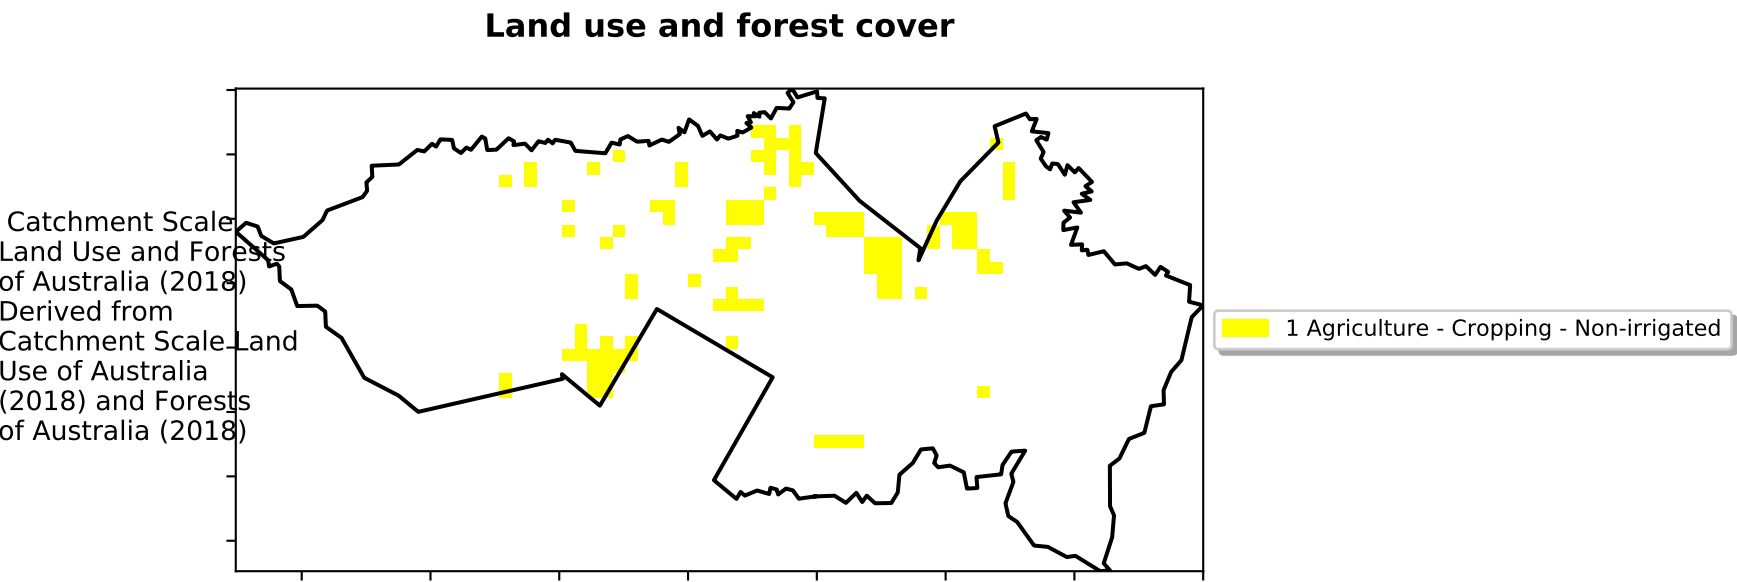 Land use and forest cover
Catchment Scale
Land Use and Forests
of Australia (2018)
Derived from
Catchment Scale Land
Use of Australia
(2018) and Forests
of Australia (2018)
1 Agriculture - Cropping - Non-irrigated